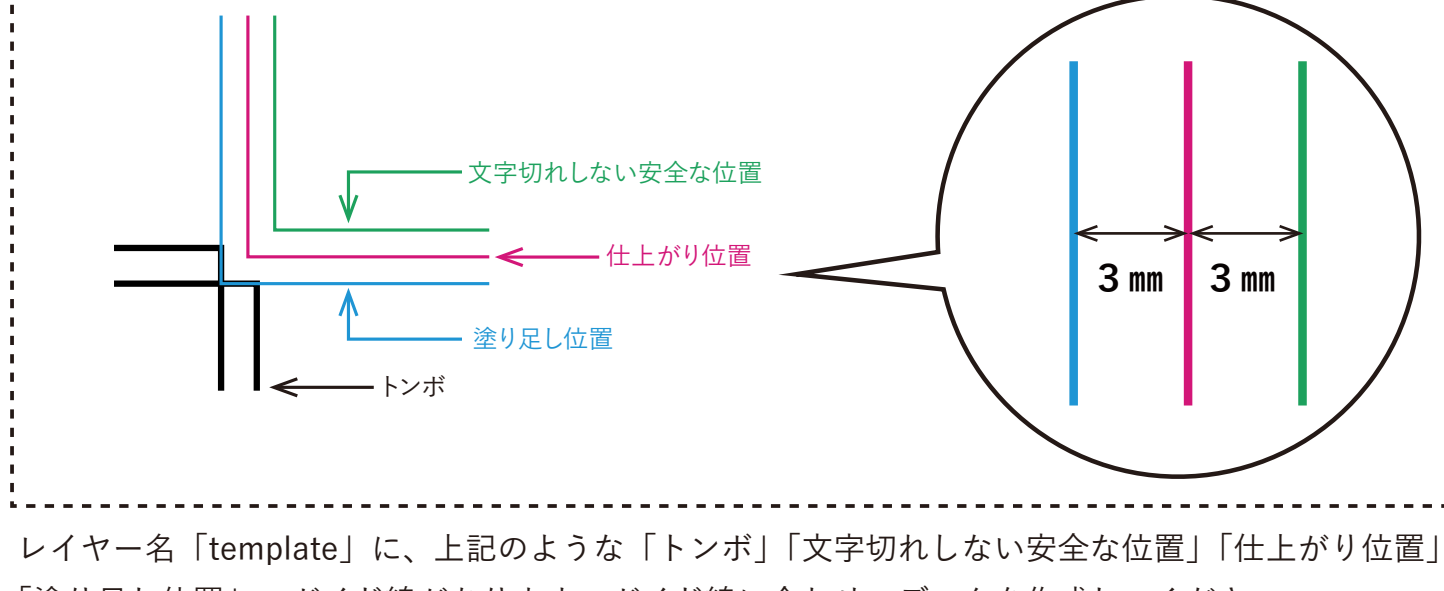 文字切れしない安全な位置
仕上がり位置
塗り足し位置
トンボ
3㎜ 3㎜
レイヤー名「template」に、上記のような「トンボ」「文字切れしない安全な位置」「仕上がり位置」